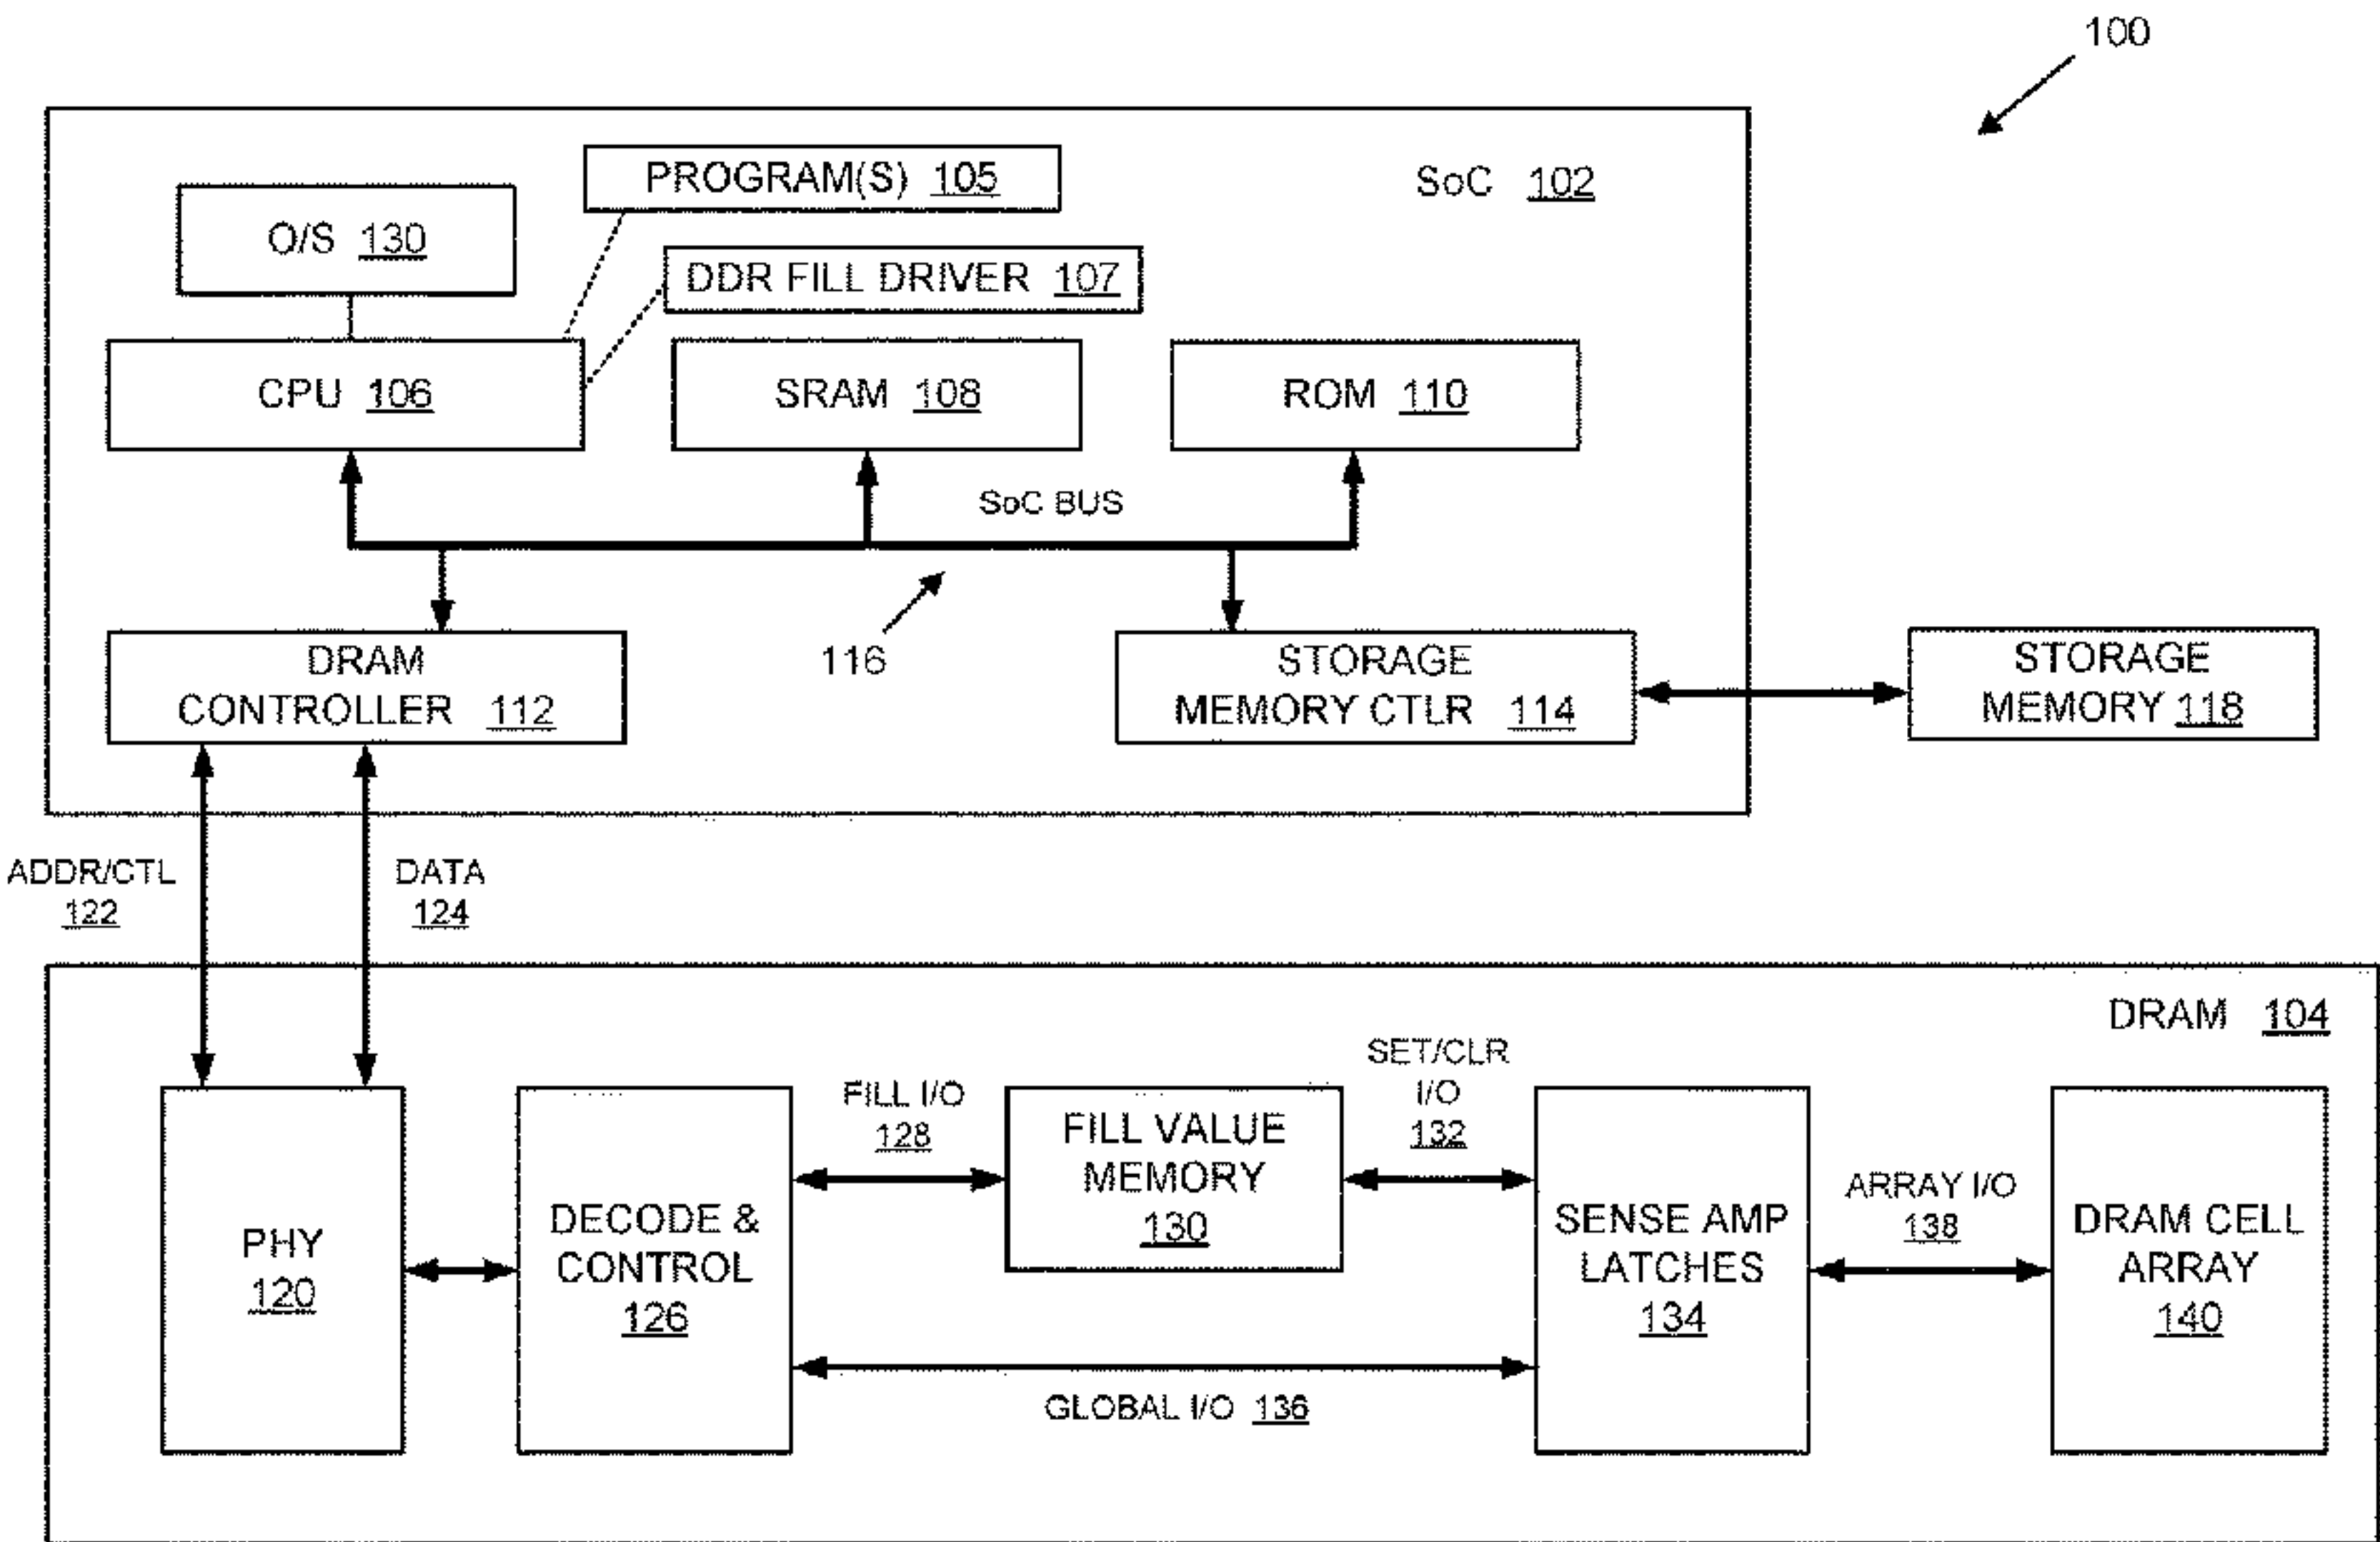 100
PROGRAM(S) 105
SoC 102
O/S 130
DDR FILL DRIVER 107
CPU 106
SRAM 108
ROM 110
SoC BUS
116
DRAM
CONTROLLER 112
STORAGE
MEMORY CTLR 114
STORAGE
MEMORY 118
ADDR/CTL
122
DATA
124
DRAM 104
PHY
120
DECODE &
CONTROL
126
FILL I/O
128
FILL VALUE
MEMORY
130
SET/CLR
I/O
132
GLOBAL I/O 136
SENSE AMP
LATCHES
134
ARRAY I/O
138
DRAM CELL
ARRAY
140